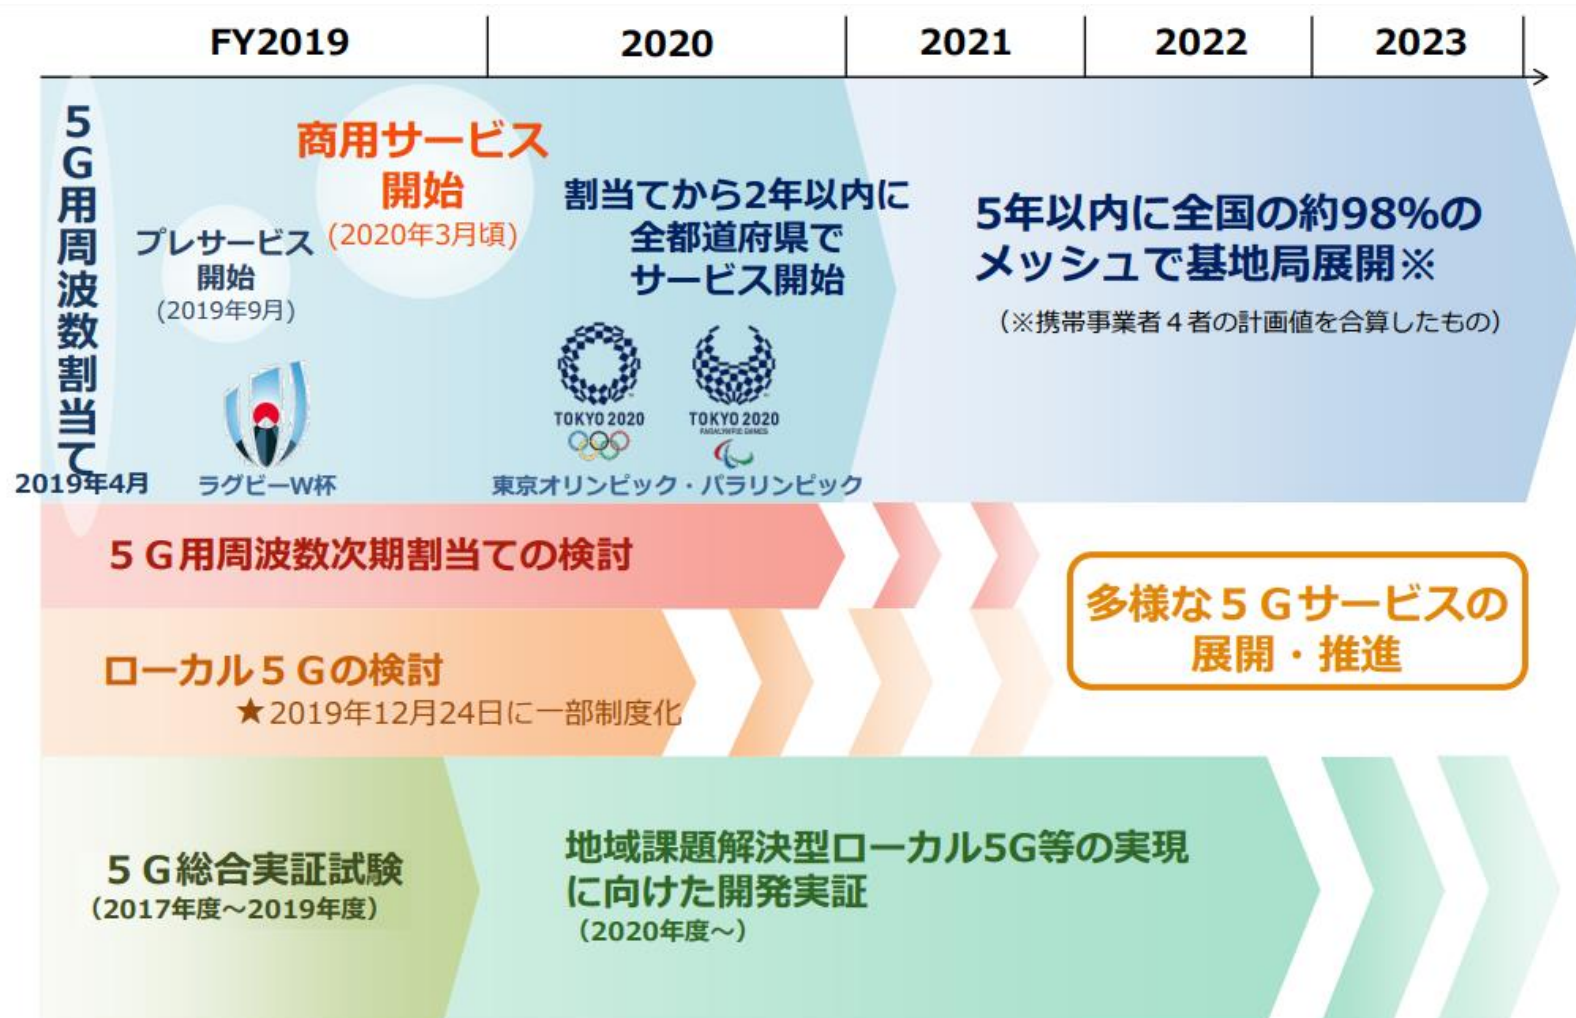 FY2019
2020
2021
2022
2023
5G用周波数割当て
2019年4月
プレサービス
開始
(2019年9月)
商用サービス
開始
(2020年3月頃)
割当てから2年以内に
全都道府県で
サービス開始
5年以内に全国の約98%の
メッシュで基地局展開※
（※携帯事業者４者の計画値を合算したもの）
ラグビーW杯
TOKYO 2020
TOKYO 2020
PARALYMPIC GAMES
東京オリンピック・パラリンピック
５Ｇ用周波数次期割当ての検討
ローカル５Ｇの検討
★2019年12月24日に一部制度化
多様な５Ｇサービスの
展開・推進
５Ｇ総合実証試験
（2017年度～2019年度）
地域課題解決型ローカル5G等の実現
に向けた開発実証
（2020年度～）